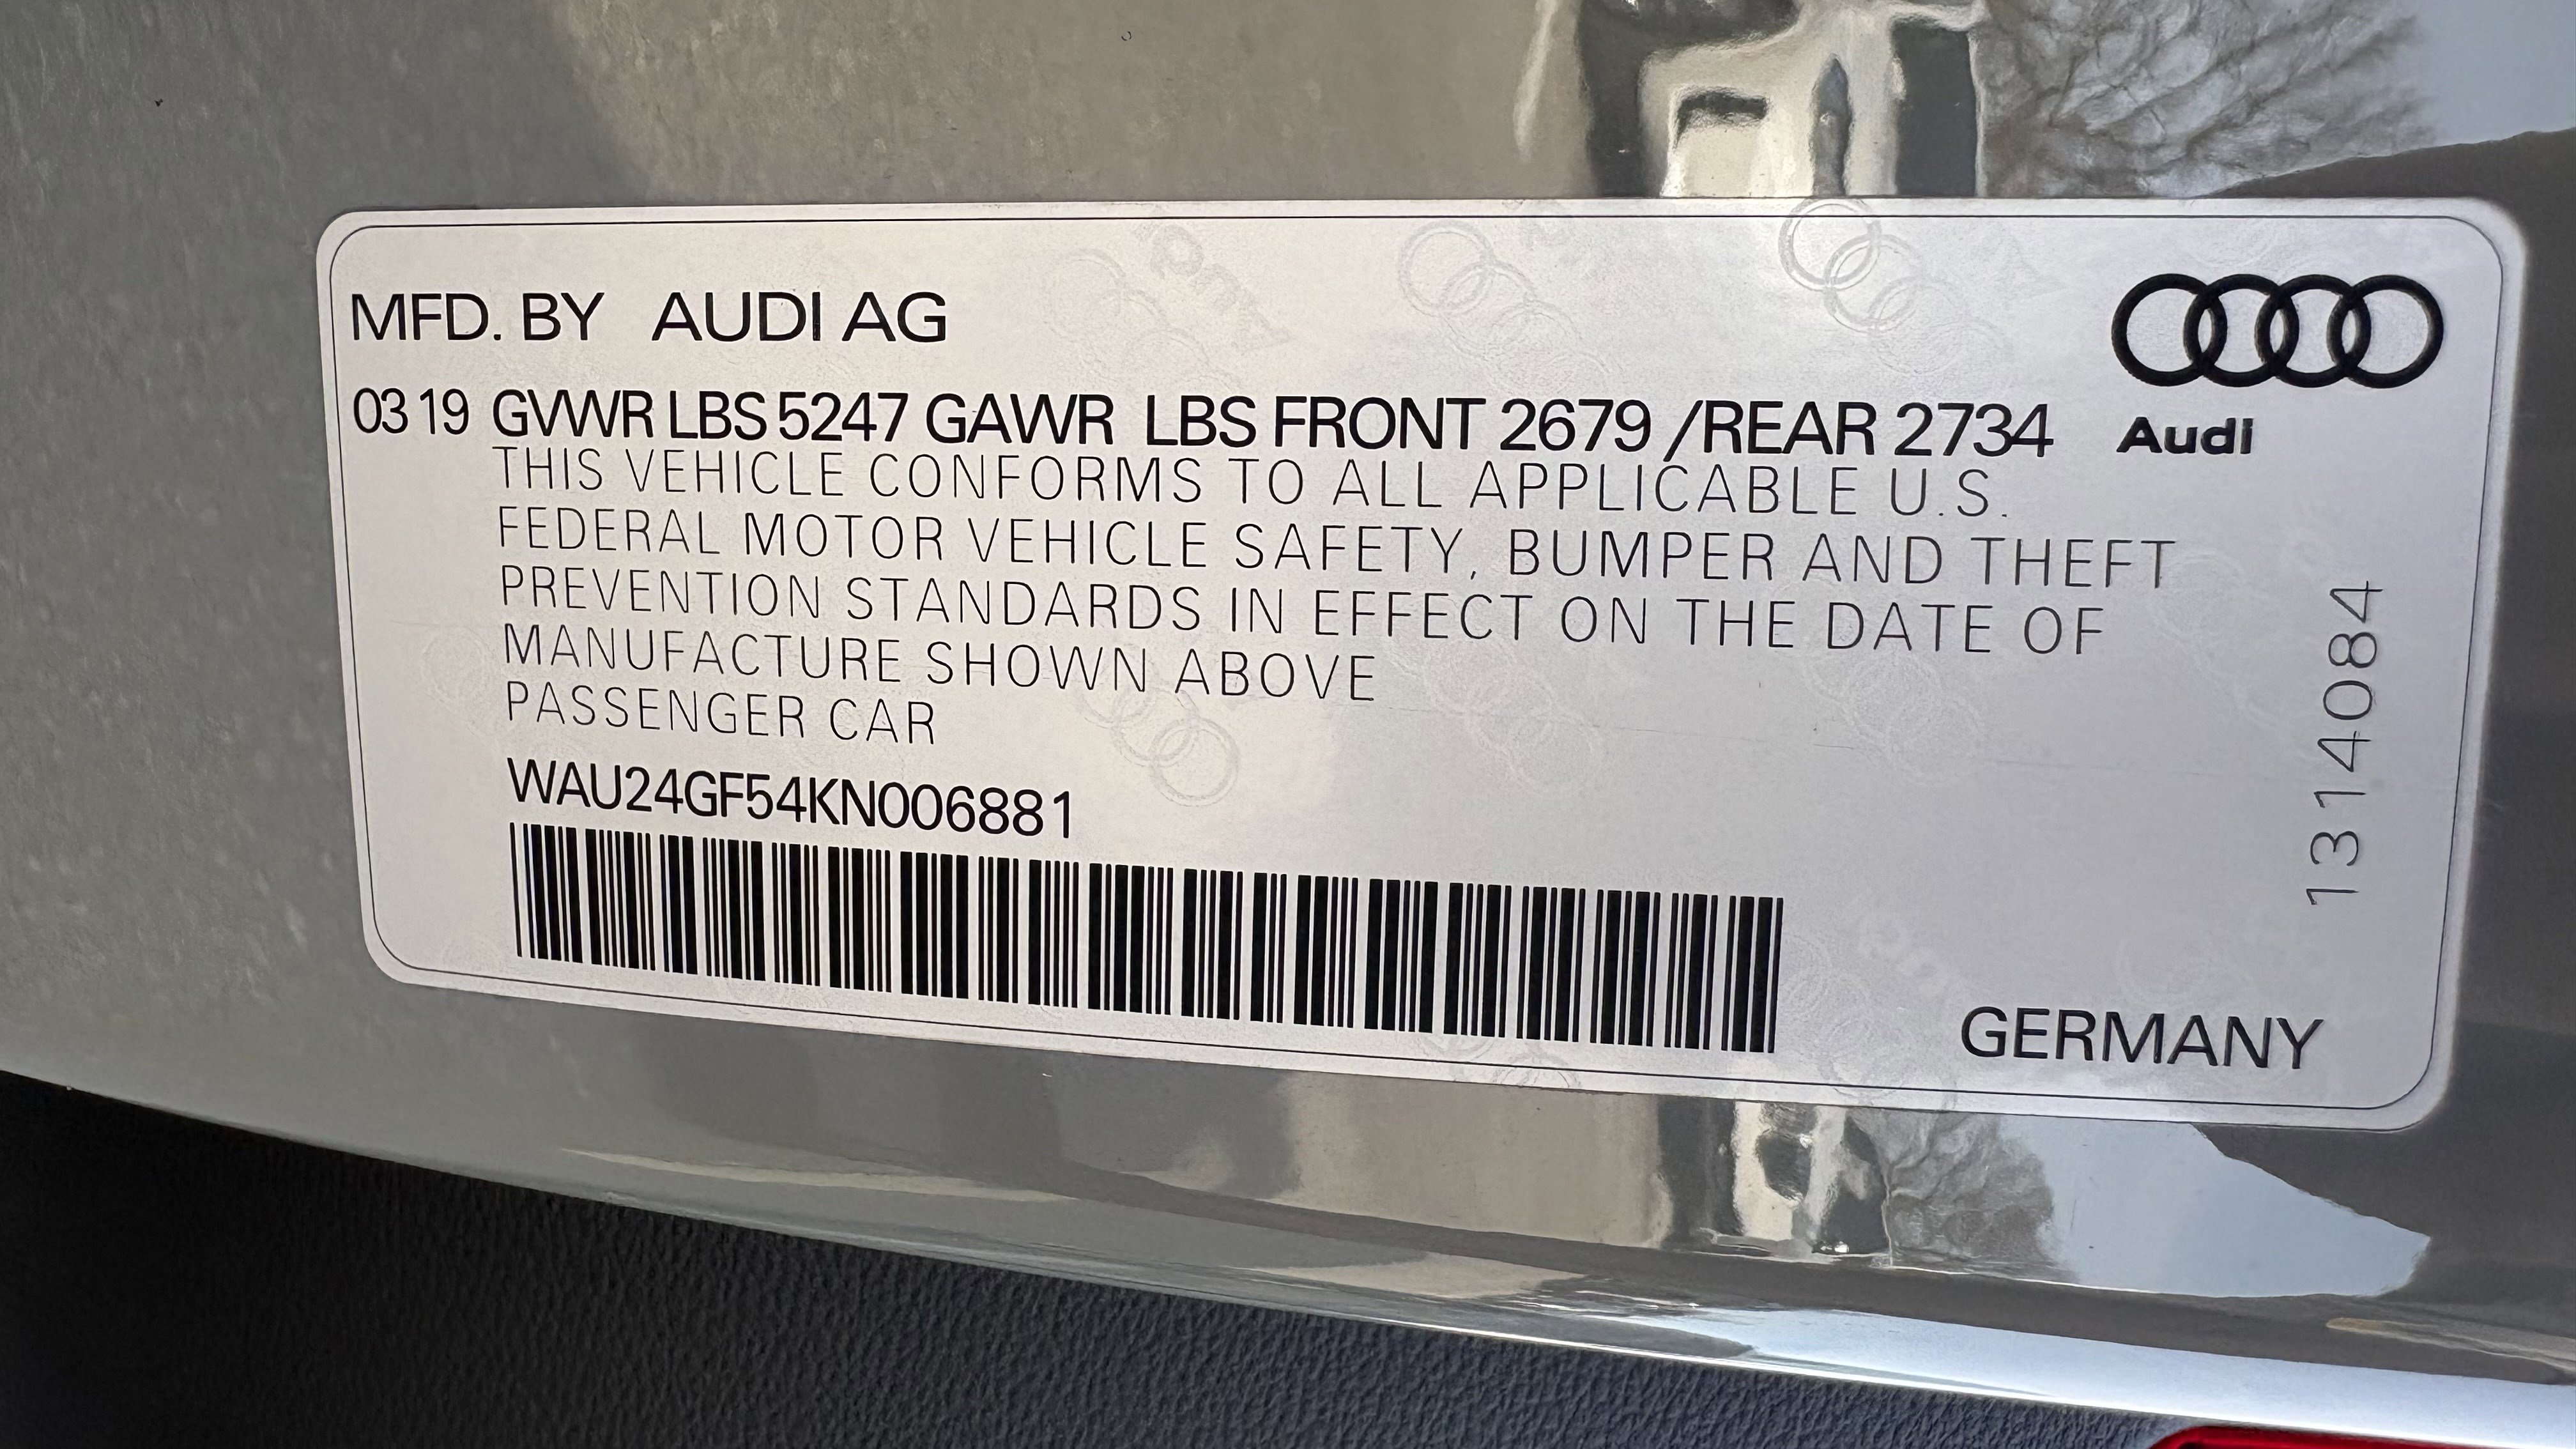 MFD. BY AUDI AG
03 19 GVWR LBS 5247 GAWR LBS FRONT 2679 /REAR 2734
Audi
THIS VEHICLE CONFORMS TO ALL APPLICABLE U.S.
FEDERAL MOTOR VEHICLE SAFETY, BUMPER AND THEFT
PREVENTION STANDARDS IN EFFECT ON THE DATE OF
MANUFACTURE SHOWN ABOVE
PASSENGER CAR
WAU24GF54KN006881
1314084
GERMANY